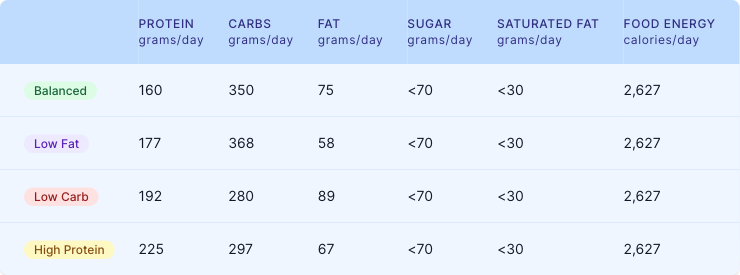 PROTEIN CARBS FAT SUGAR SATURATED FAT FOOD ENERGY
grams/day grams/day grams/day grams/day grams/day calories/day
Balanced 160 350 75 <70 <30 2,627
Low Fat 177 368 58 <70 <30 2,627
Low Carb 192 280 89 <70 <30 2,627
High Protein 225 297 67 <70 <30 2,627